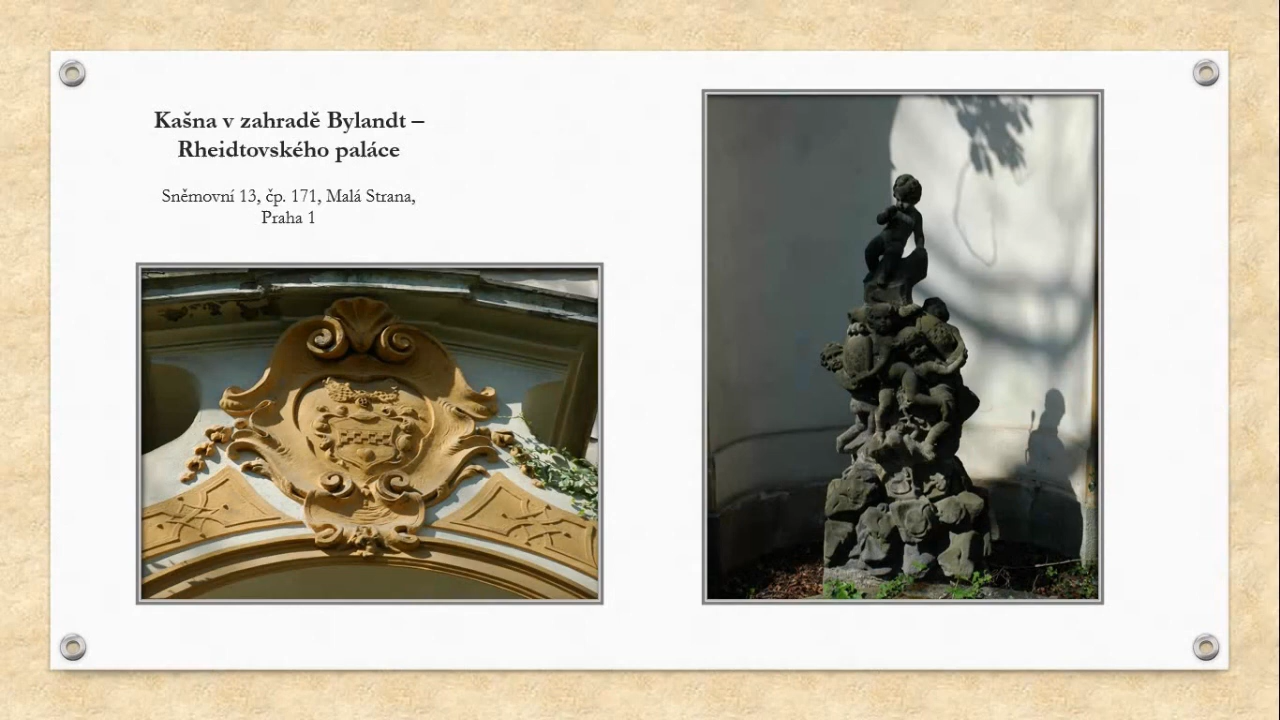 Kašna v zahradě Bylandt –
Rheidtovského paláce
Sněmovní 13, čp. 171, Malá Strana,
Praha 1